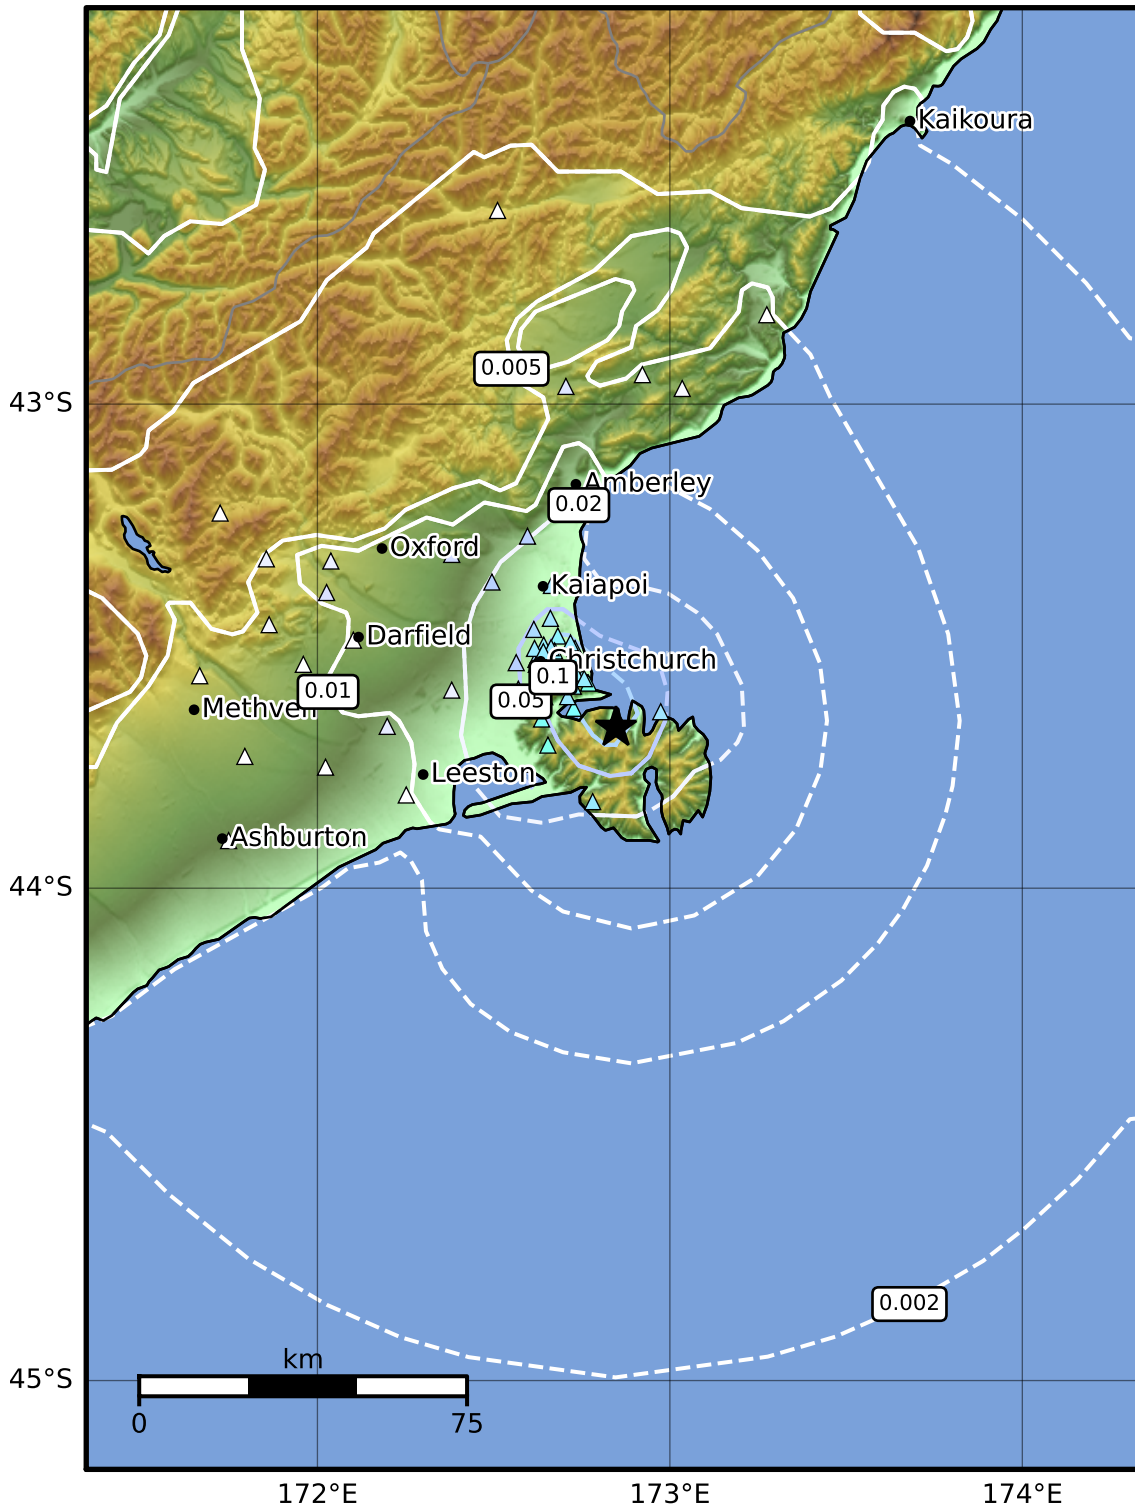 Kaikoura
0.005
43°S
Amberley
0.02
Oxford
Kaiapoi
Darfield
Christchurch
0.1
0.01
0.05
Methven
Leeston
Ashburton
44°S
0.002
km
45°S
0
75
172°E
173°E
174°E